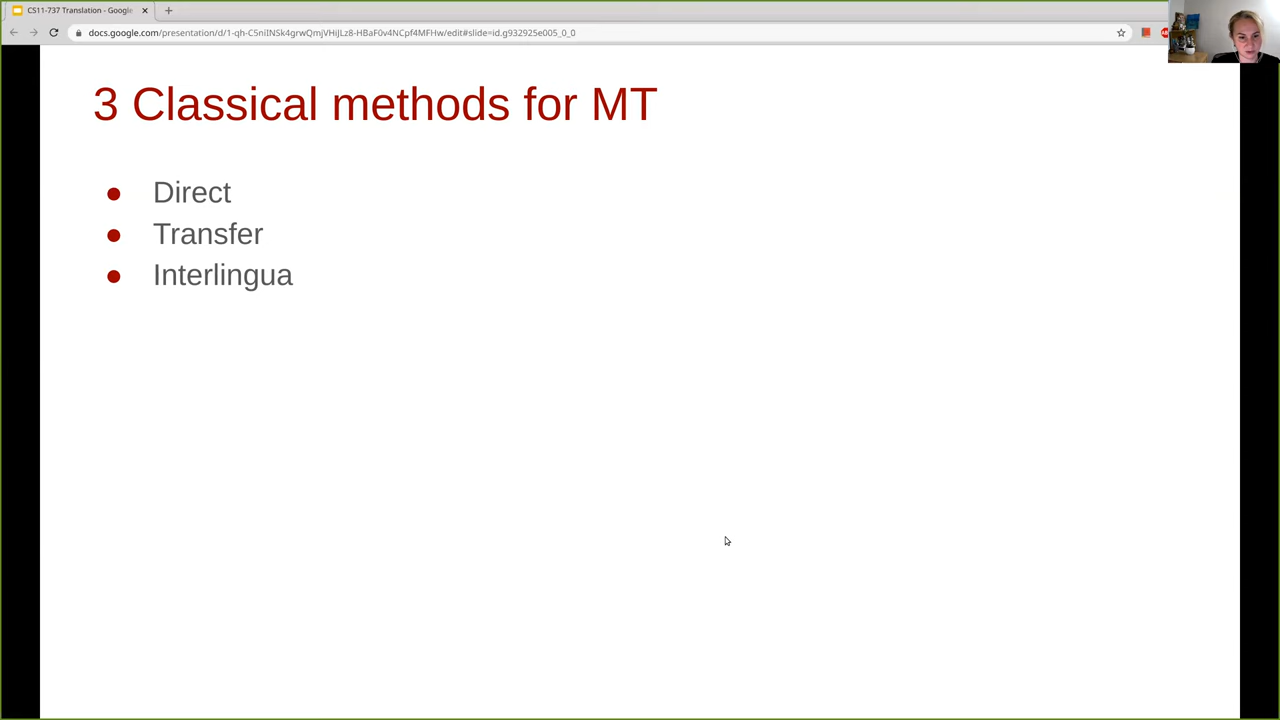 CS11-737 Translation - Google
docs.google.com/presentation/d/1-qh-C5niINSk4grwQmjVHiJLz8-HBaF0v4NCpf4MFHw/edit#slide=id.g932925e005_0_0
3 Classical methods for MT
● Direct
● Transfer
● Interlingua